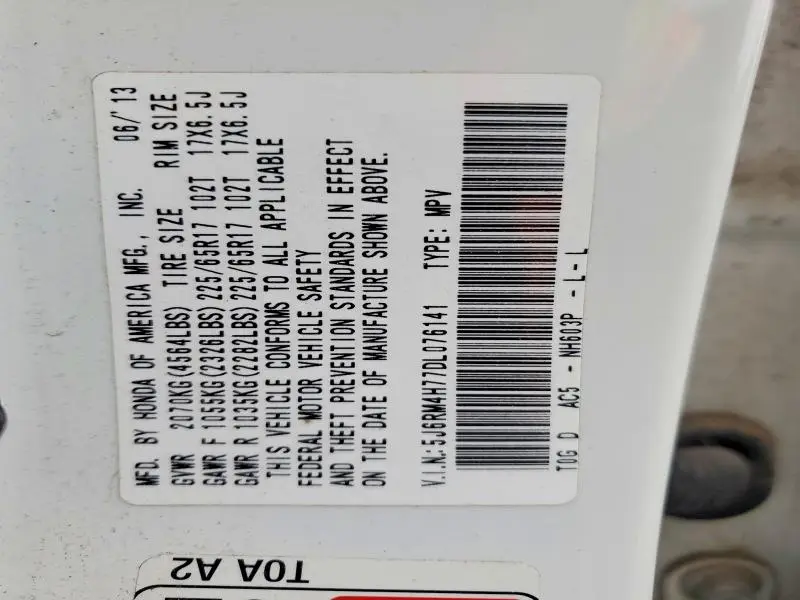 MFD. BY HONDA OF AMERICA MFG., INC. 06/'13
GVWR 2070KG(4564LBS) TIRE SIZE RIM SIZE
GAWR F 1055KG(2326LBS) 225/65R17 102T 17X6.5J
GAWR R 1035KG(2282LBS) 225/65R17 102T 17X6.5J
THIS VEHICLE CONFORMS TO ALL APPLICABLE
FEDERAL MOTOR VEHICLE SAFETY
AND THEFT PREVENTION STANDARDS IN EFFECT
ON THE DATE OF MANUFACTURE SHOWN ABOVE.
V.I.N.:5J6RM4H77DL076141 TYPE: MPV
T0G D AC5 - NH603P - L - L
T0A A2